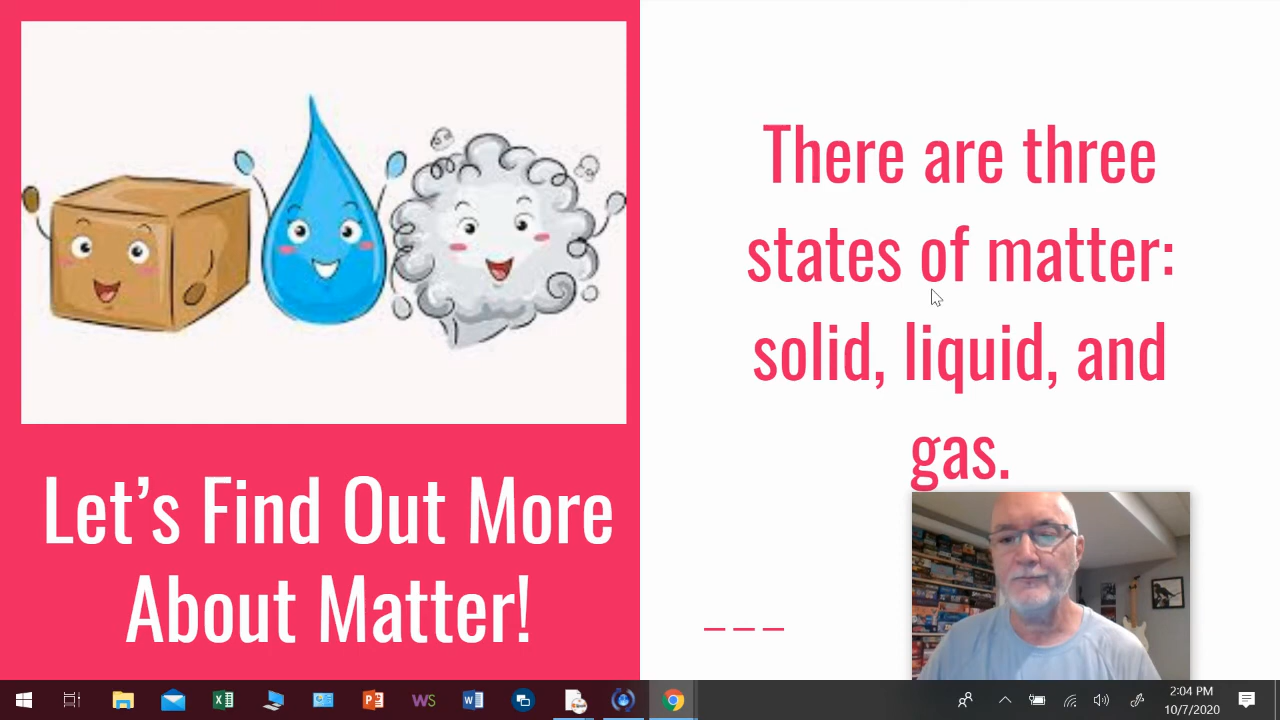 There are three
states of matter:
solid, liquid, and
gas.
Let’s Find Out More
About Matter!
WS
2:04 PM
10/7/2020